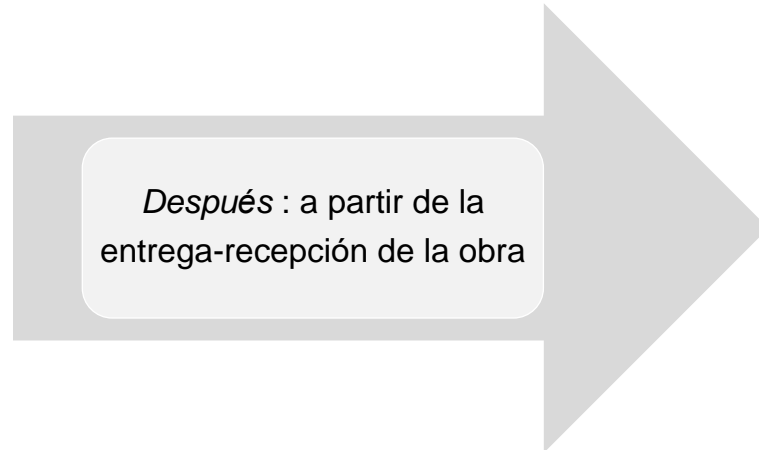 Después : a partir de la
entrega-recepción de la obra